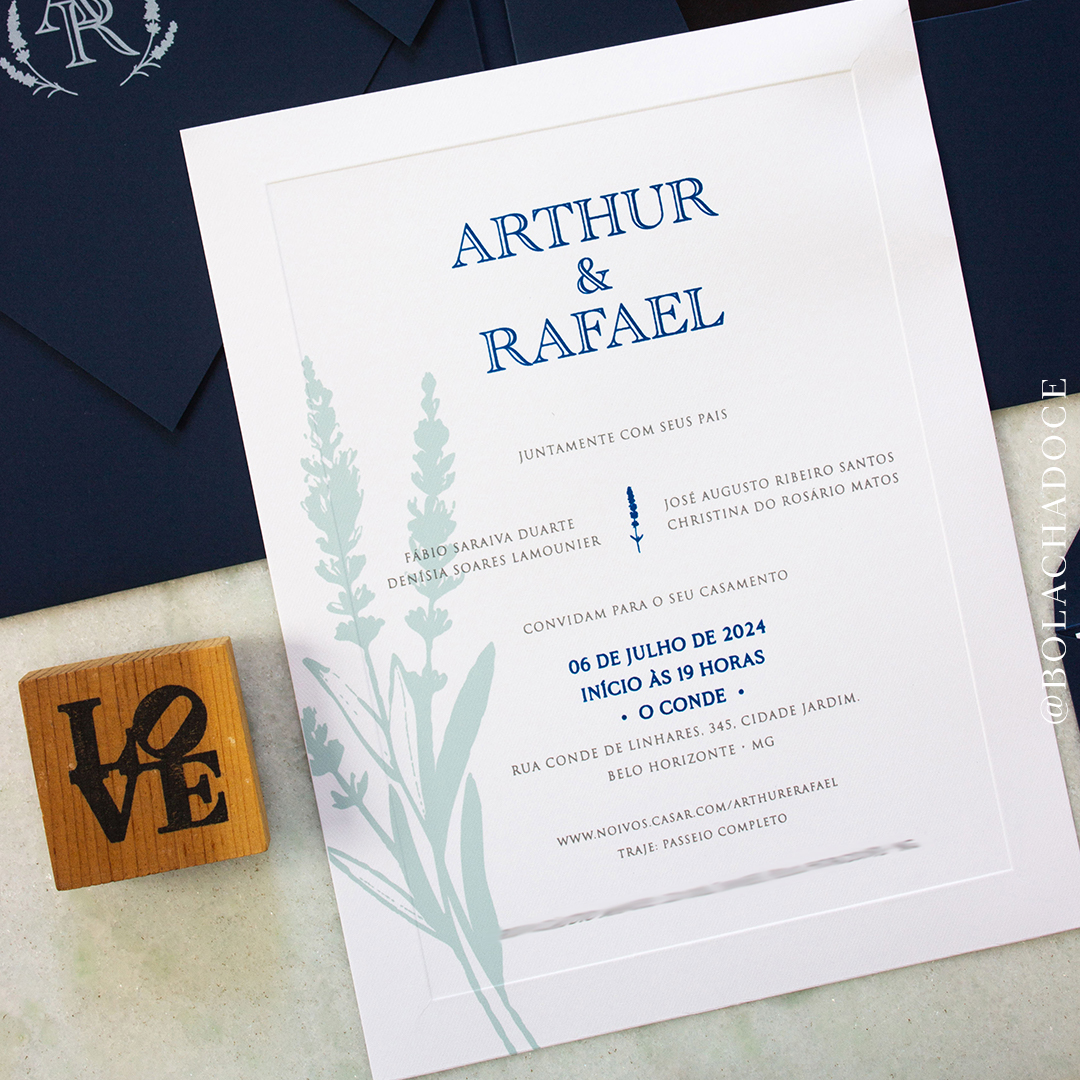 AR
ARTHUR
&
RAFAEL
JUNTAMENTE COM SEUS PAIS
FÁBIO SARAIVA DUARTE
DENÍSIA SOARES LAMOUNIER
JOSÉ AUGUSTO RIBEIRO SANTOS
CHRISTINA DO ROSÁRIO MATOS
CONVIDAM PARA O SEU CASAMENTO
06 DE JULHO DE 2024
INÍCIO ÀS 19 HORAS
• O CONDE •
RUA CONDE DE LINHARES, 345, CIDADE JARDIM.
BELO HORIZONTE • MG
WWW.NOIVOS.CASAR.COM/ARTHURERAFAEL
TRAJE: PASSEIO COMPLETO
LO
VE
@BOLACHADOCE